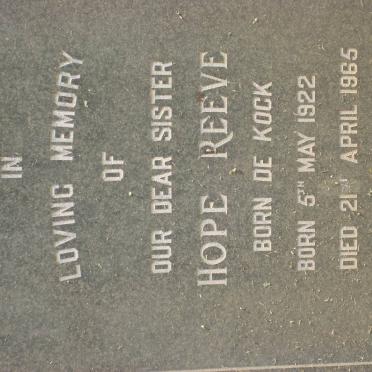 IN
LOVING MEMORY
OF
OUR DEAR SISTER
HOPE REEVE
BORN DE KOCK
BORN 5TH MAY 1922
DIED 21ST APRIL 1965